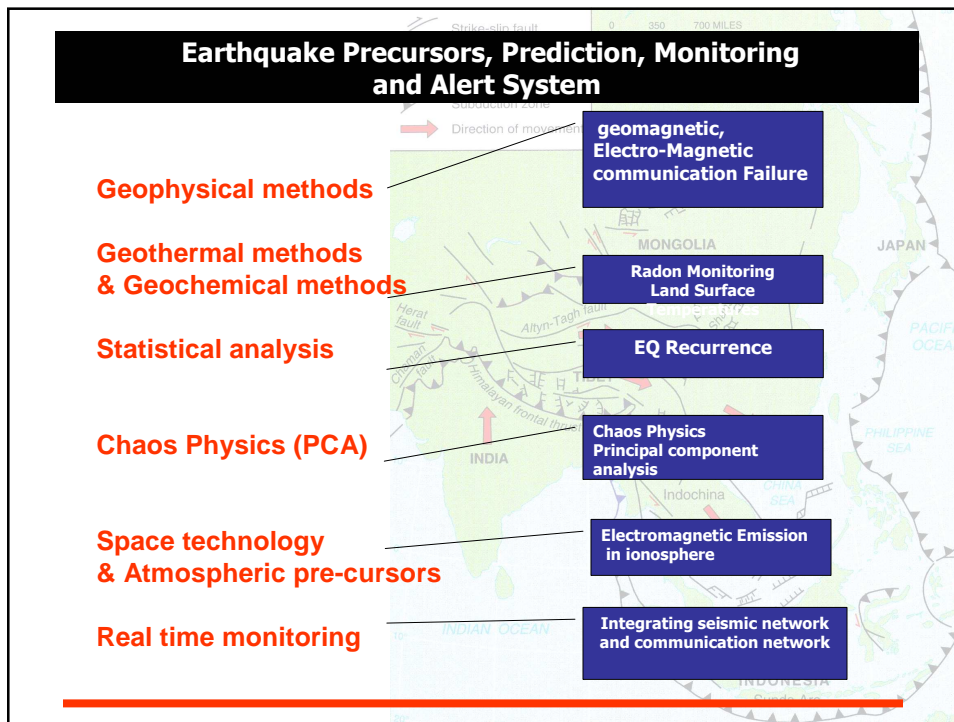 Strike-slip fault
0 350 700 MILES
Earthquake Precursors, Prediction, Monitoring
and Alert System
Subduction zone
Direction of movement
geomagnetic,
Electro-Magnetic
communication Failure
Geophysical methods
Geothermal methods
& Geochemical methods
MONGOLIA
JAPAN
Radon Monitoring
Land Surface
Temperatures
Herat
fault
Altyn-Tagh fault
PACIFIC
OCEAN
Statistical analysis
EQ Recurrence
Chaman fault
TIBET
Himalayan frontal thrust
Chaos Physics (PCA)
Chaos Physics
Principal component
analysis
INDIA
PHILIPPINE
SEA
CHINA
SEA
Indochina
Space technology
& Atmospheric pre-cursors
Electromagnetic Emission
in ionosphere
Real time monitoring
Integrating seismic network
and communication network
INDIAN OCEAN
INDONESIA